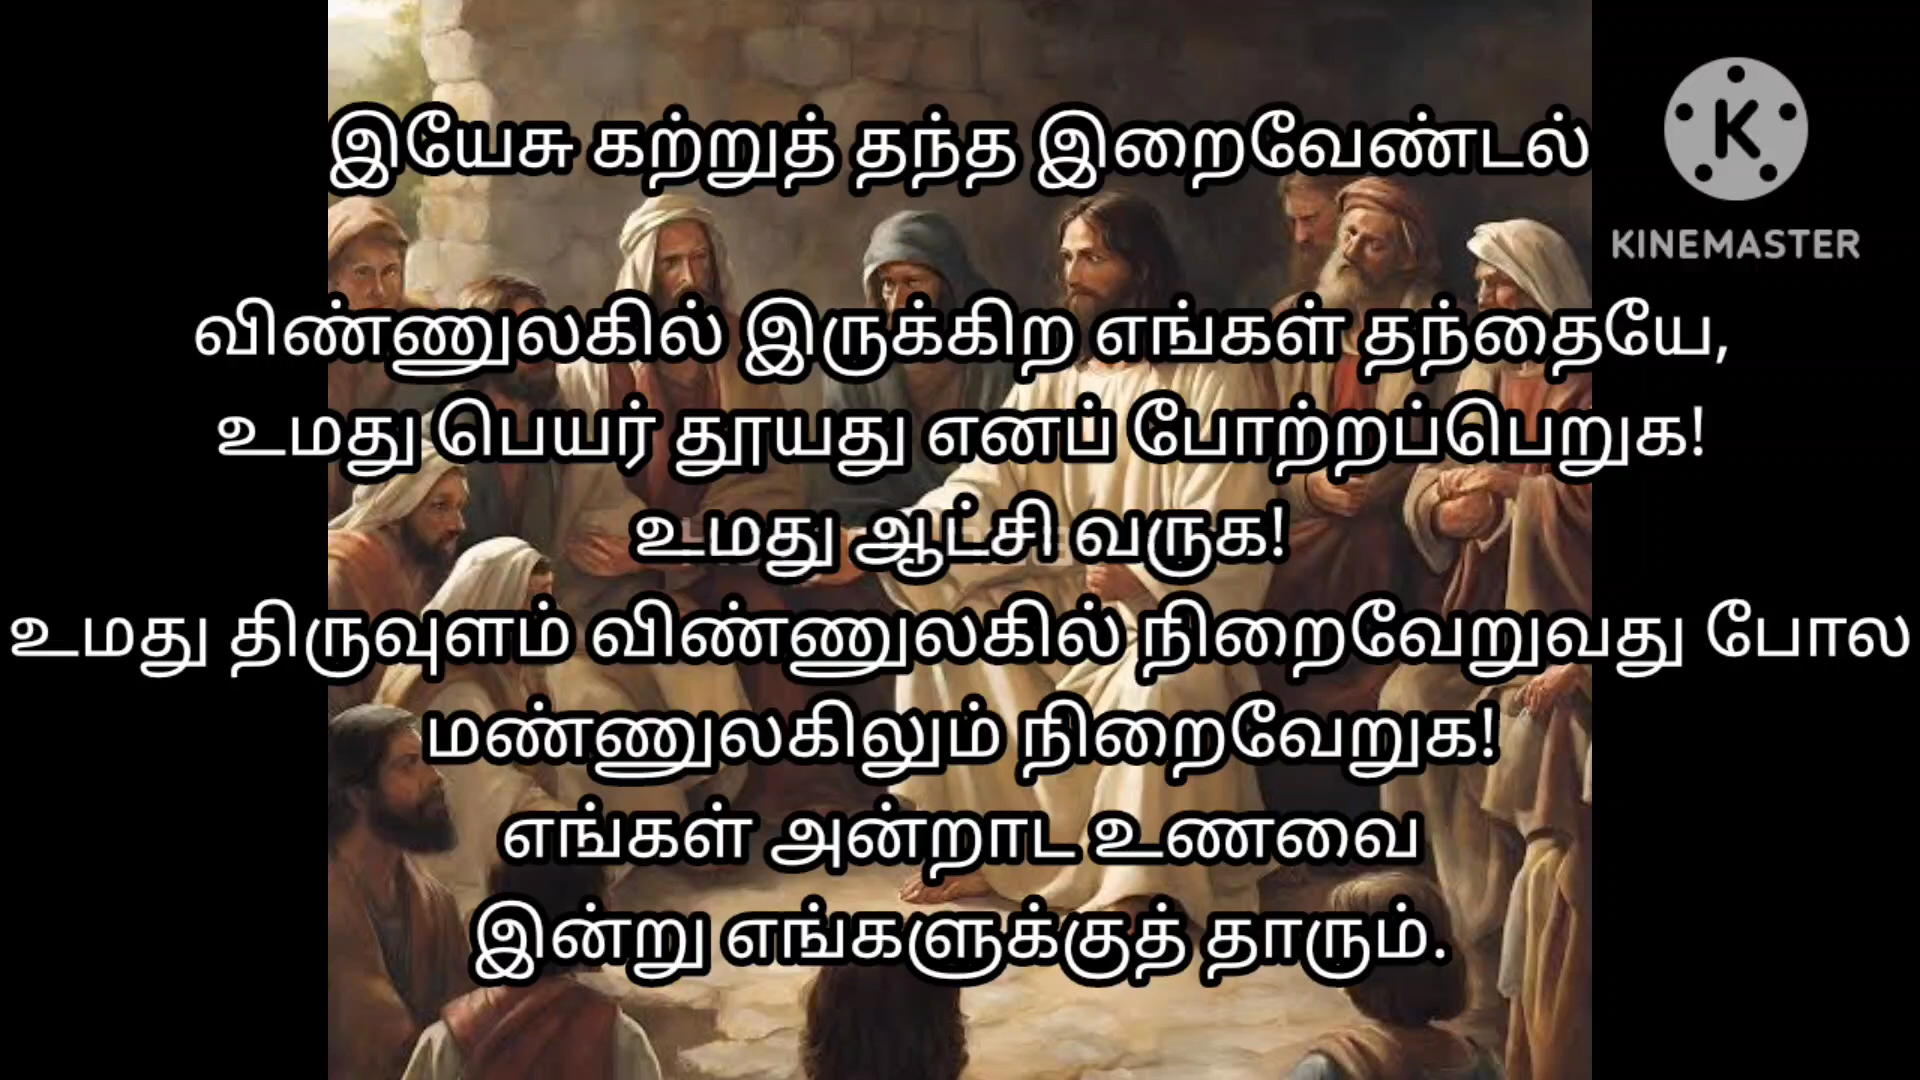 இயேசு கற்றுத் தந்த இறைவேண்டல்
KINEMASTER
விண்ணுலகில் இருக்கிற எங்கள் தந்தையே,
உமது பெயர் தூயது எனப் போற்றப்பெறுக!
உமது ஆட்சி வருக!
உமது திருவுளம் விண்ணுலகில் நிறைவேறுவது போல
மண்ணுலகிலும் நிறைவேறுக!
எங்கள் அன்றாட உணவை
இன்று எங்களுக்குத் தாரும்.